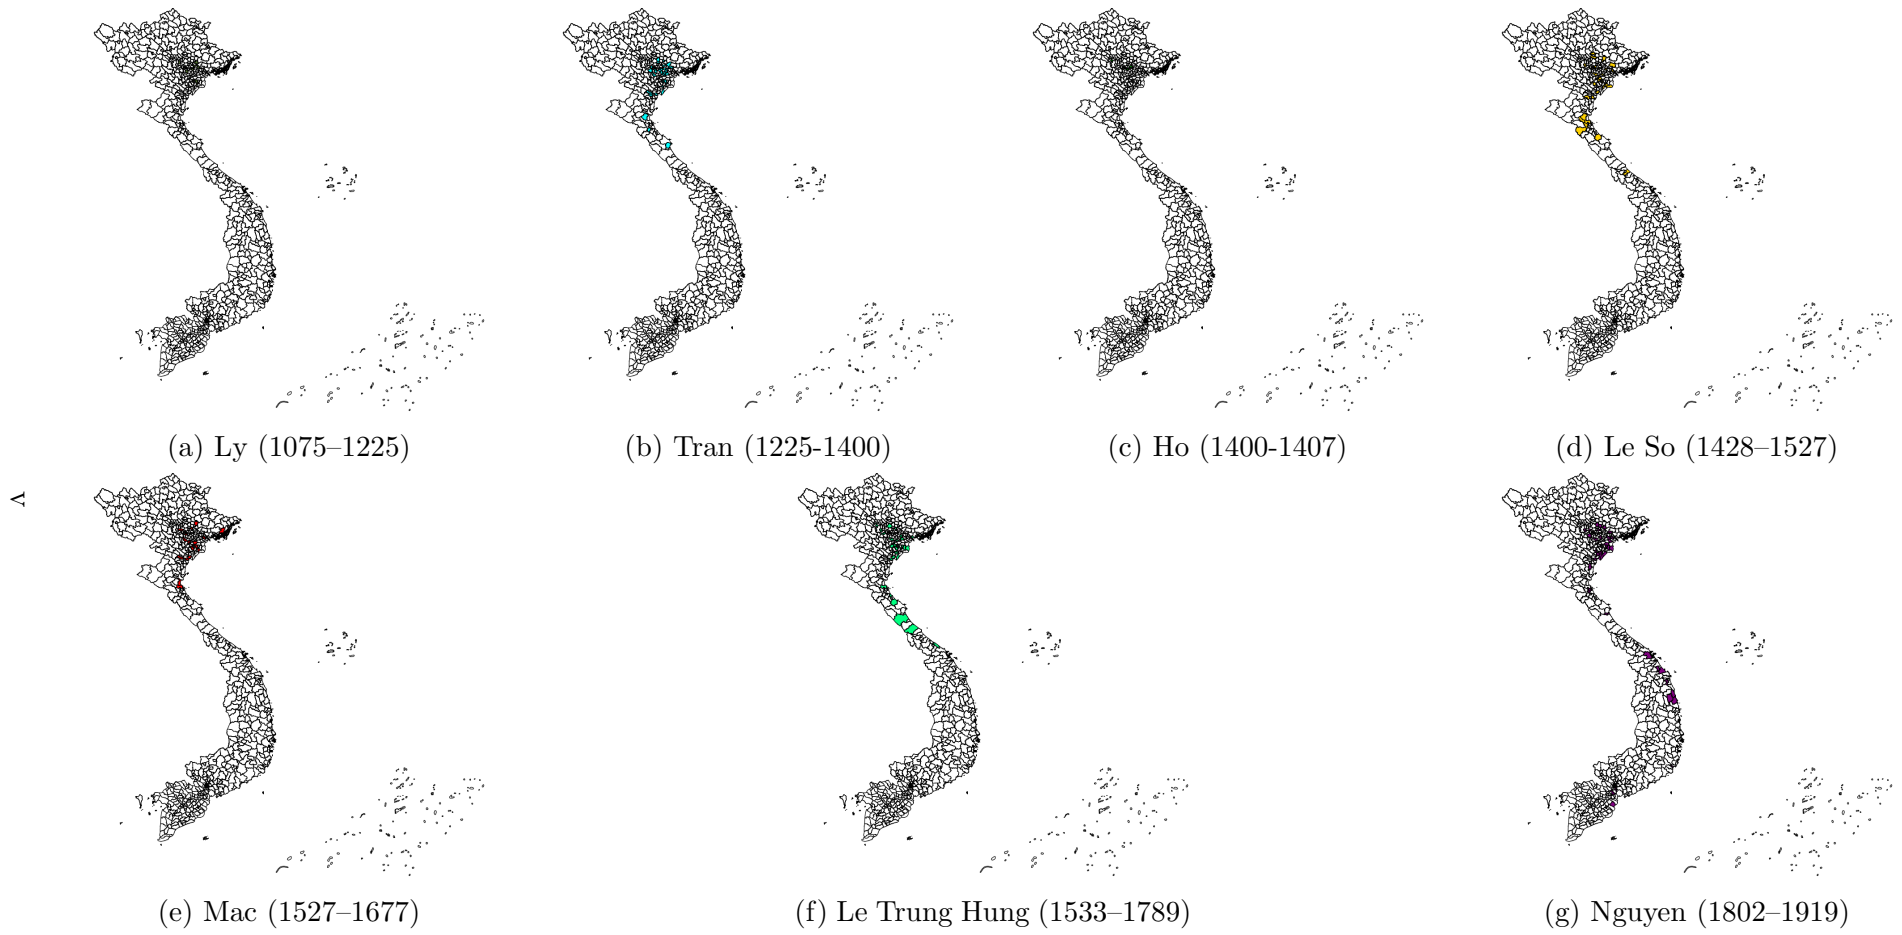 (a) Ly (1075–1225)
(b) Tran (1225-1400)
(c) Ho (1400-1407)
(d) Le So (1428–1527)
v
(e) Mac (1527–1677)
(f) Le Trung Hung (1533–1789)
(g) Nguyen (1802–1919)